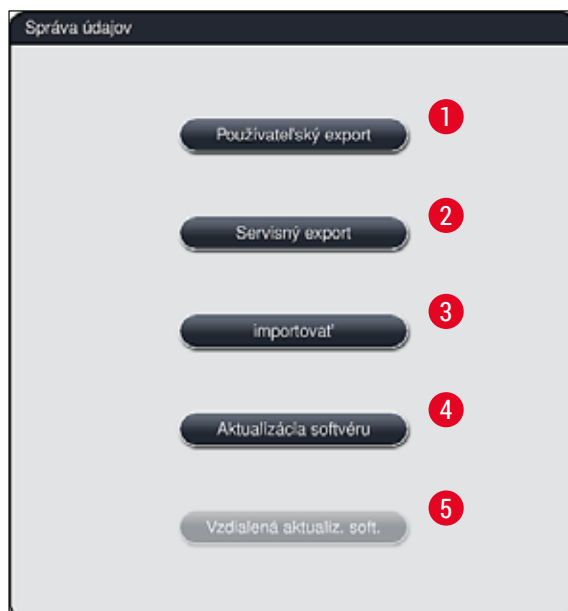 Správa údajov
Používateľský export
1
Servisný export
2
importovať
3
Aktualizácia softvéru
4
Vzdialená aktualiz. soft.
5